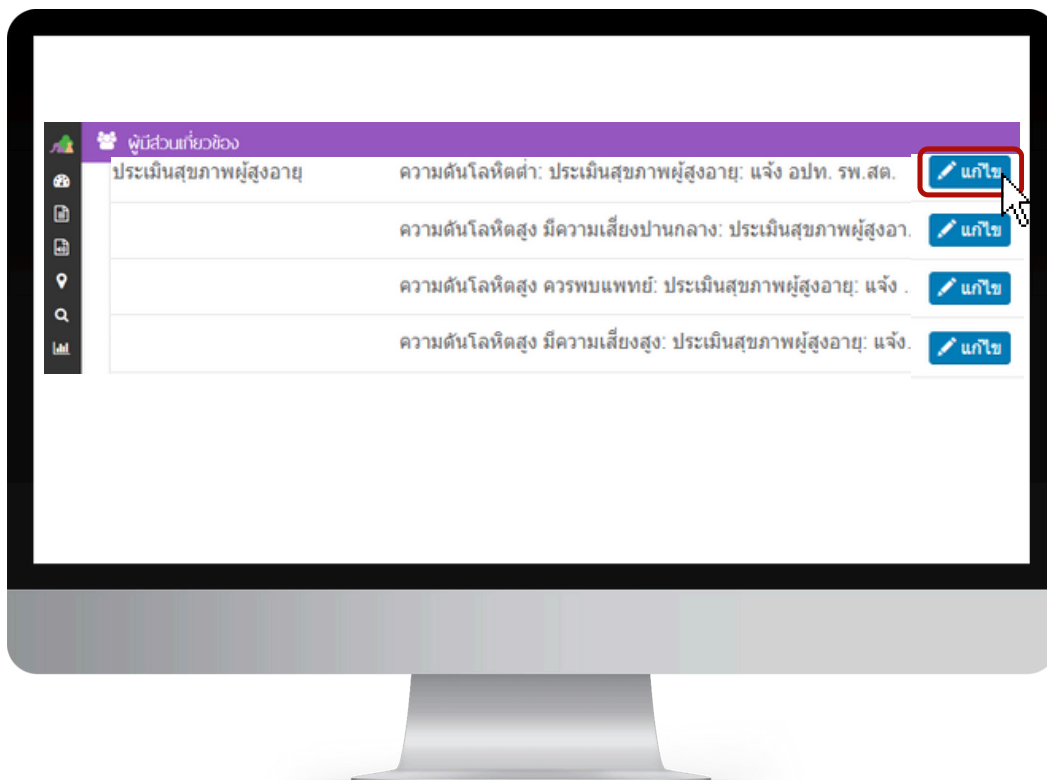 ผู้มีส่วนเกี่ยวข้อง
ประเมินสุขภาพผู้สูงอายุ ความดันโลหิตต่ำ: ประเมินสุขภาพผู้สูงอายุ: แจ้ง อปท. รพ.สต. แก้ไข
ความดันโลหิตสูง มีความเสี่ยงปานกลาง: ประเมินสุขภาพผู้สูงอา. แก้ไข
ความดันโลหิตสูง ควรพบแพทย์: ประเมินสุขภาพผู้สูงอายุ: แจ้ง . แก้ไข
ความดันโลหิตสูง มีความเสี่ยงสูง: ประเมินสุขภาพผู้สูงอายุ: แจ้ง. แก้ไข